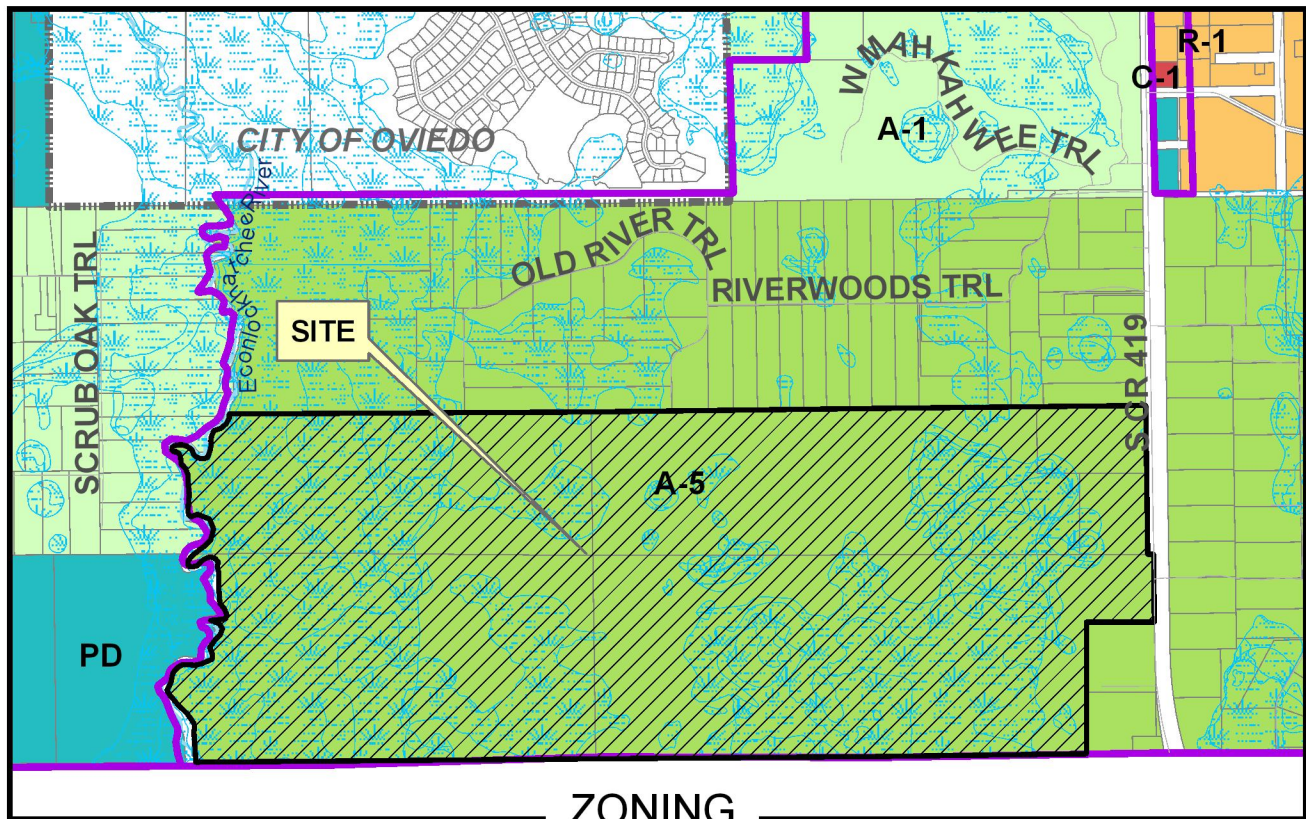 R-1
C-1
W MAH KAH WEE TRL
A-1
CITY OF OVIEDO
Econlockhatchee River
OLD RIVER TRL
RIVERWOODS TRL
SCRUB OAK TRL
SITE
S CR 419
A-5
PD
ZONING